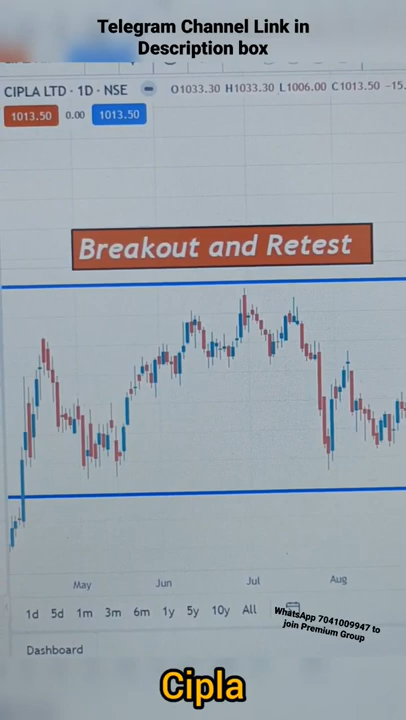 Telegram Channel Link in
Description box
CIPLA LTD · 1D · NSE
O1033.30 H1033.30 L1006.00 C1013.50 -15.
1013.50 0.00 1013.50
Breakout and Retest
May Jun Jul Aug
1d 5d 1m 3m 6m 1y 5y 10y All
WhatsApp 7041009947 to
join Premium Group
Dashboard
Cipla